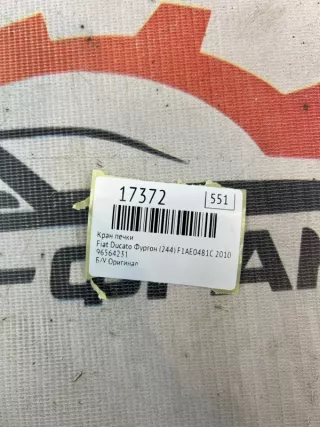 17372
551
Кран печки
Fiat Ducato Фургон (244) F1AE0481C 2010
96564231
Б/У Оригинал